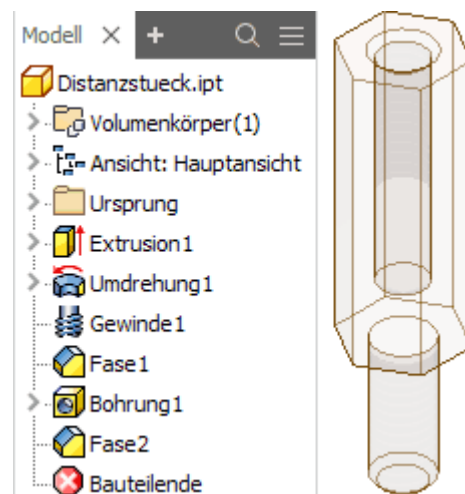 Modell
Distanzstueck.ipt
Volumenkörper(1)
Ansicht: Hauptansicht
Ursprung
Extrusion1
Umdrehung1
Gewinde1
Fase1
Bohrung1
Fase2
Bauteilende